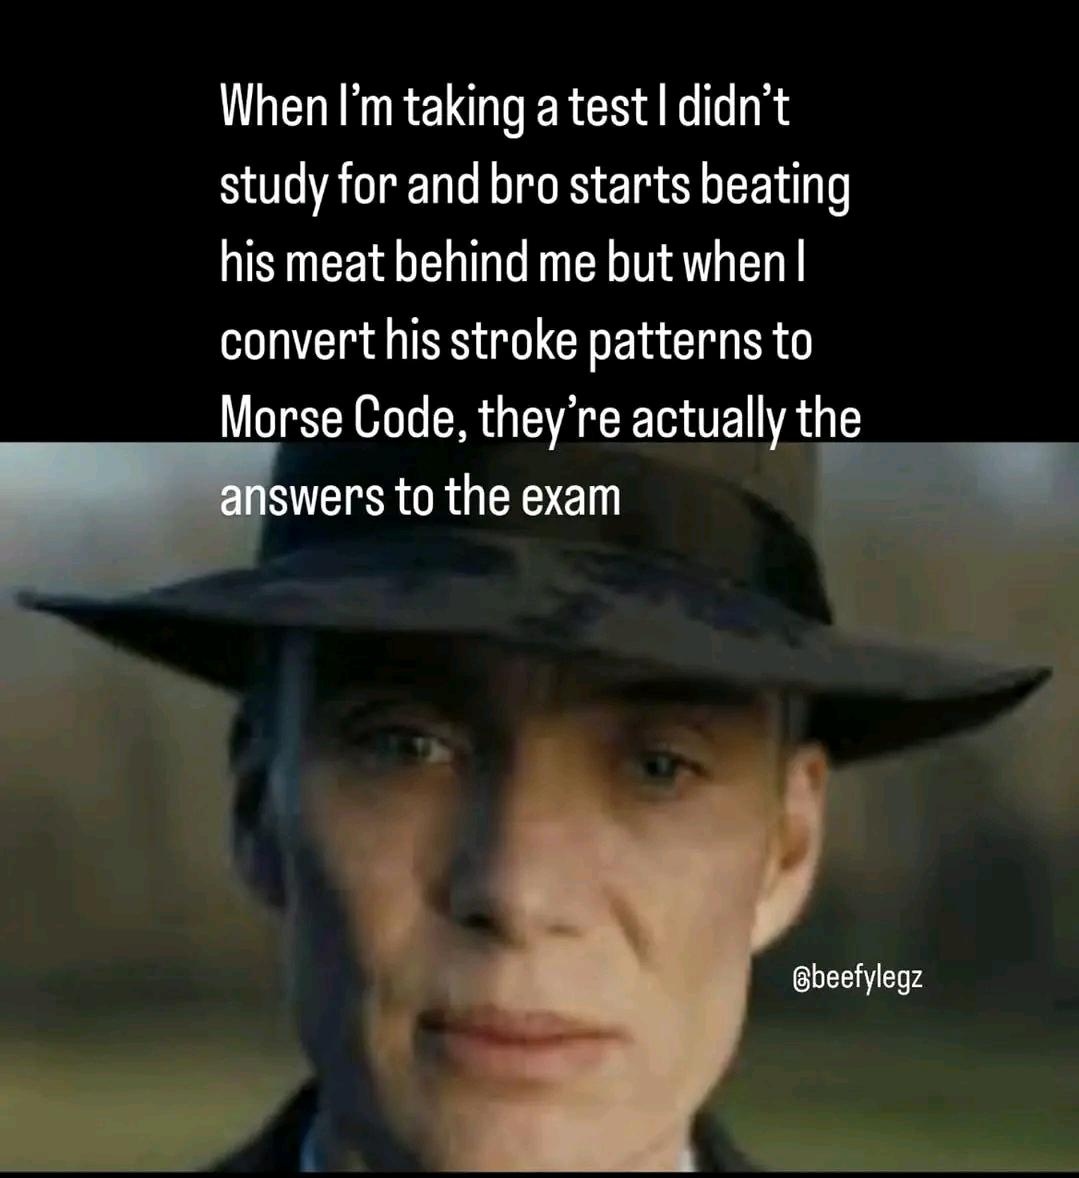 When I’m taking a test I didn’t
study for and bro starts beating
his meat behind me but when I
convert his stroke patterns to
Morse Code, they’re actually the
answers to the exam
@beefylegz